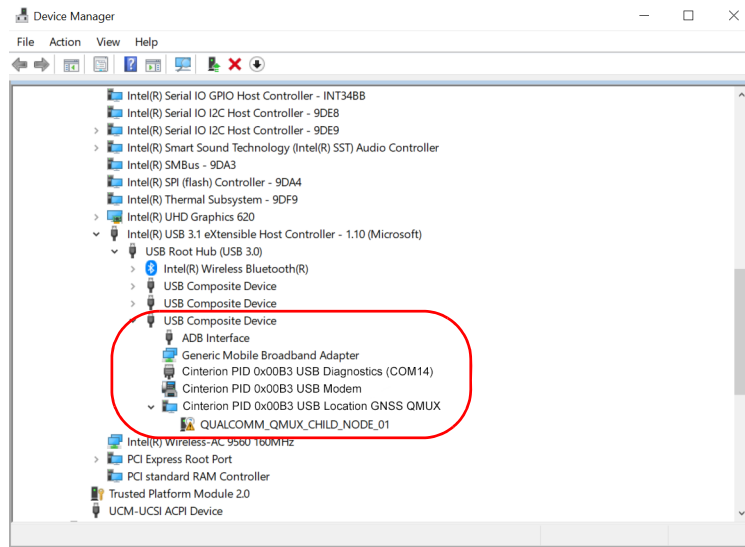 Device Manager
File Action View Help
Intel(R) Serial IO GPIO Host Controller - INT34BB
Intel(R) Serial IO I2C Host Controller - 9DE8
Intel(R) Serial IO I2C Host Controller - 9DE9
Intel(R) Smart Sound Technology (Intel(R) SST) Audio Controller
Intel(R) SMBus - 9DA3
Intel(R) SPI (flash) Controller - 9DA4
Intel(R) Thermal Subsystem - 9DF9
Intel(R) UHD Graphics 620
Intel(R) USB 3.1 eXtensible Host Controller - 1.10 (Microsoft)
USB Root Hub (USB 3.0)
Intel(R) Wireless Bluetooth(R)
USB Composite Device
USB Composite Device
USB Composite Device
ADB Interface
Generic Mobile Broadband Adapter
Cinterion PID 0x00B3 USB Diagnostics (COM14)
Cinterion PID 0x00B3 USB Modem
Cinterion PID 0x00B3 USB Location GNSS QMUX
QUALCOMM_QMUX_CHILD_NODE_01
Intel(R) Wireless-AC 9560 160MHz
PCI Express Root Port
PCI standard RAM Controller
Trusted Platform Module 2.0
UCM-UCSI ACPI Device